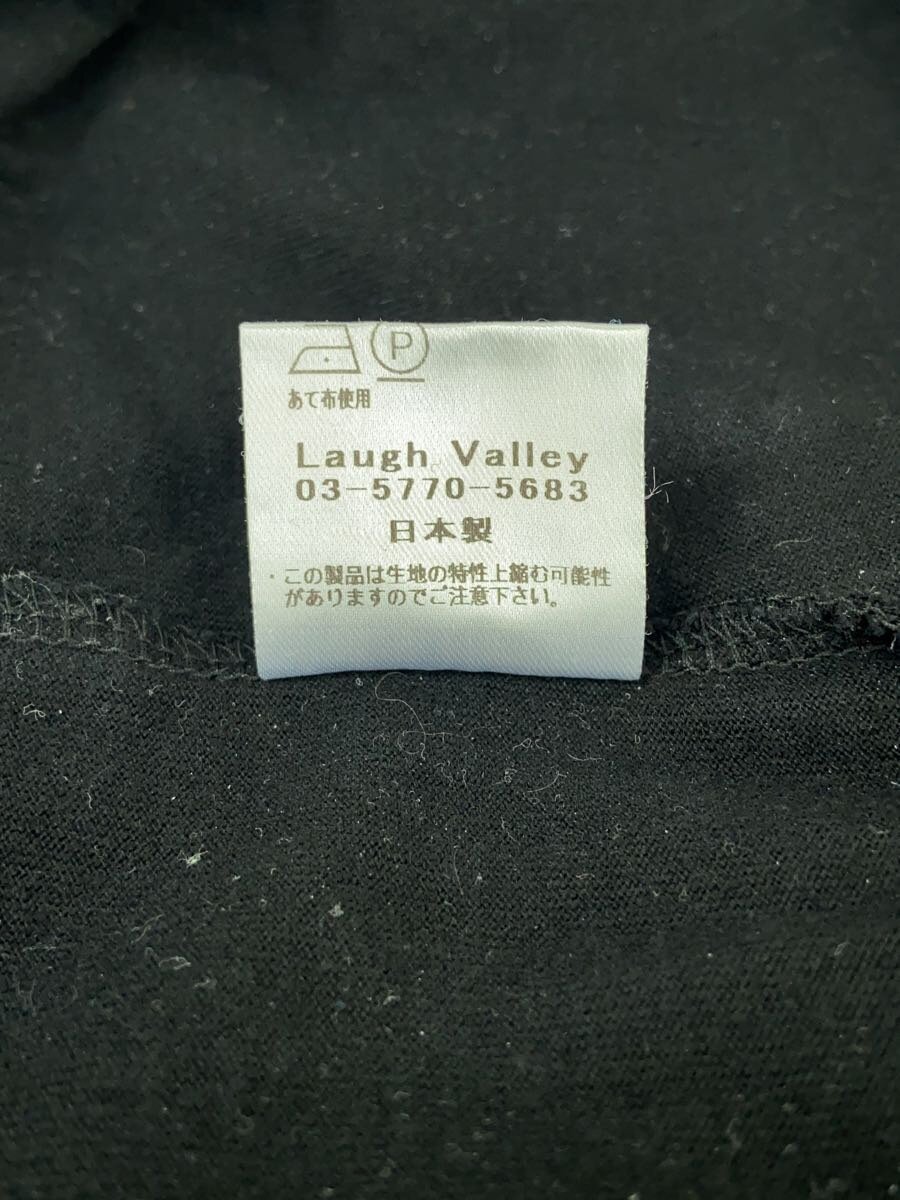 P
あて布使用
Laugh Valley
03-5770-5683
日本製
・この製品は生地の特性上縮む可能性
がありますのでご注意下さい。